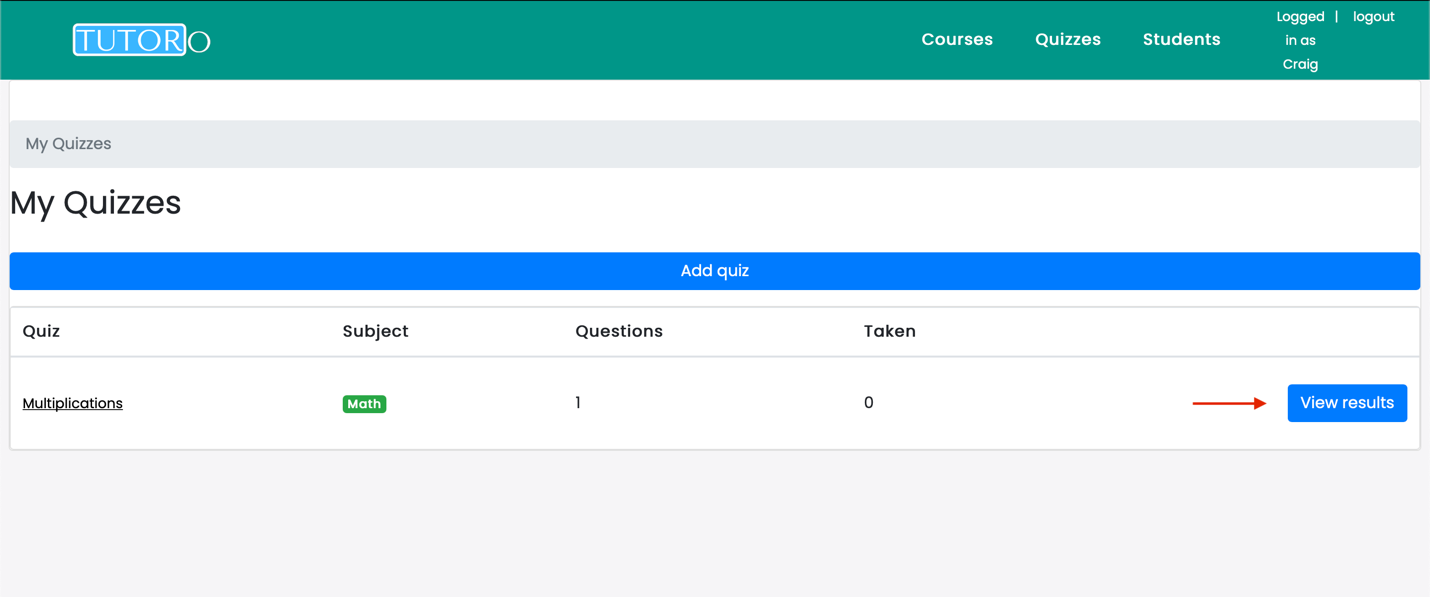 TUTORO
Courses Quizzes Students
Logged | logout
in as
Craig
My Quizzes
My Quizzes
Add quiz
Quiz Subject Questions Taken
Multiplications Math 1 0 View results